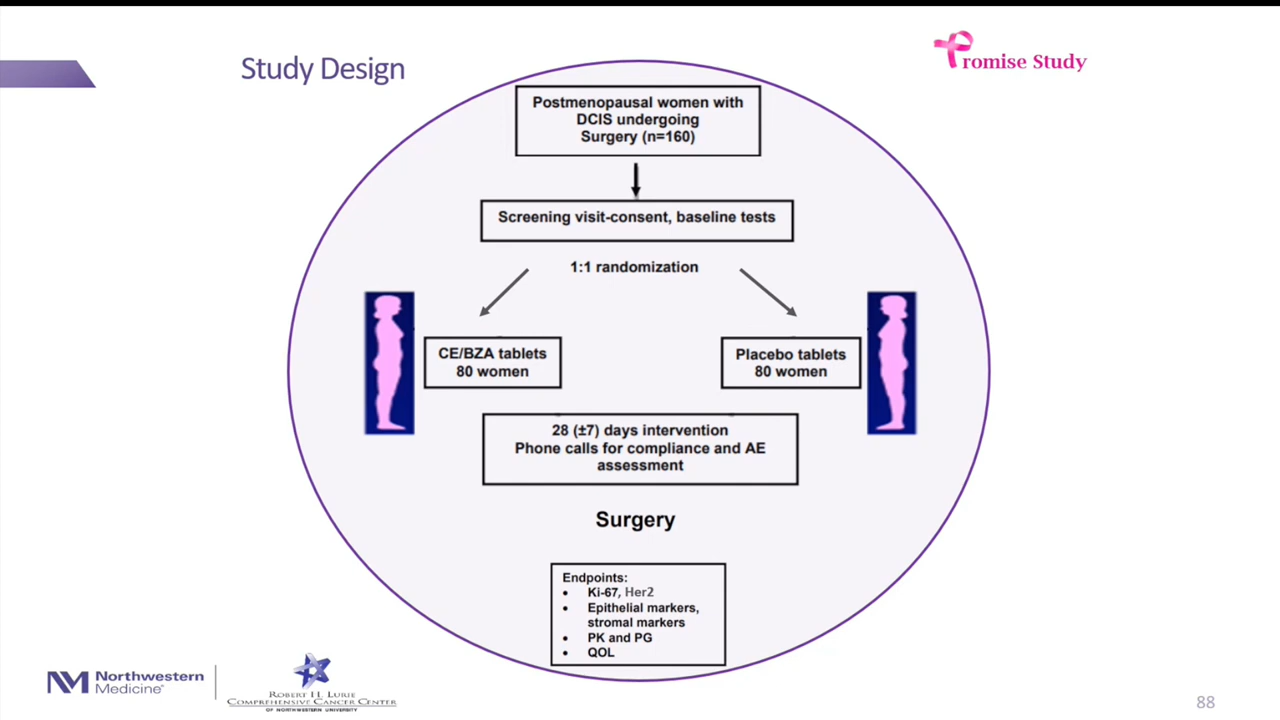 Study Design
Promise Study
Postmenopausal women with
DCIS undergoing
Surgery (n=160)
Screening visit-consent, baseline tests
1:1 randomization
CE/BZA tablets
80 women
Placebo tablets
80 women
28 (±7) days intervention
Phone calls for compliance and AE
assessment
Surgery
Endpoints:
• Ki-67, Her2
• Epithelial markers,
stromal markers
• PK and PG
• QOL
NM Northwestern
Medicine®
ROBERT H. LURIE
COMPREHENSIVE CANCER CENTER
OF NORTHWESTERN UNIVERSITY
88